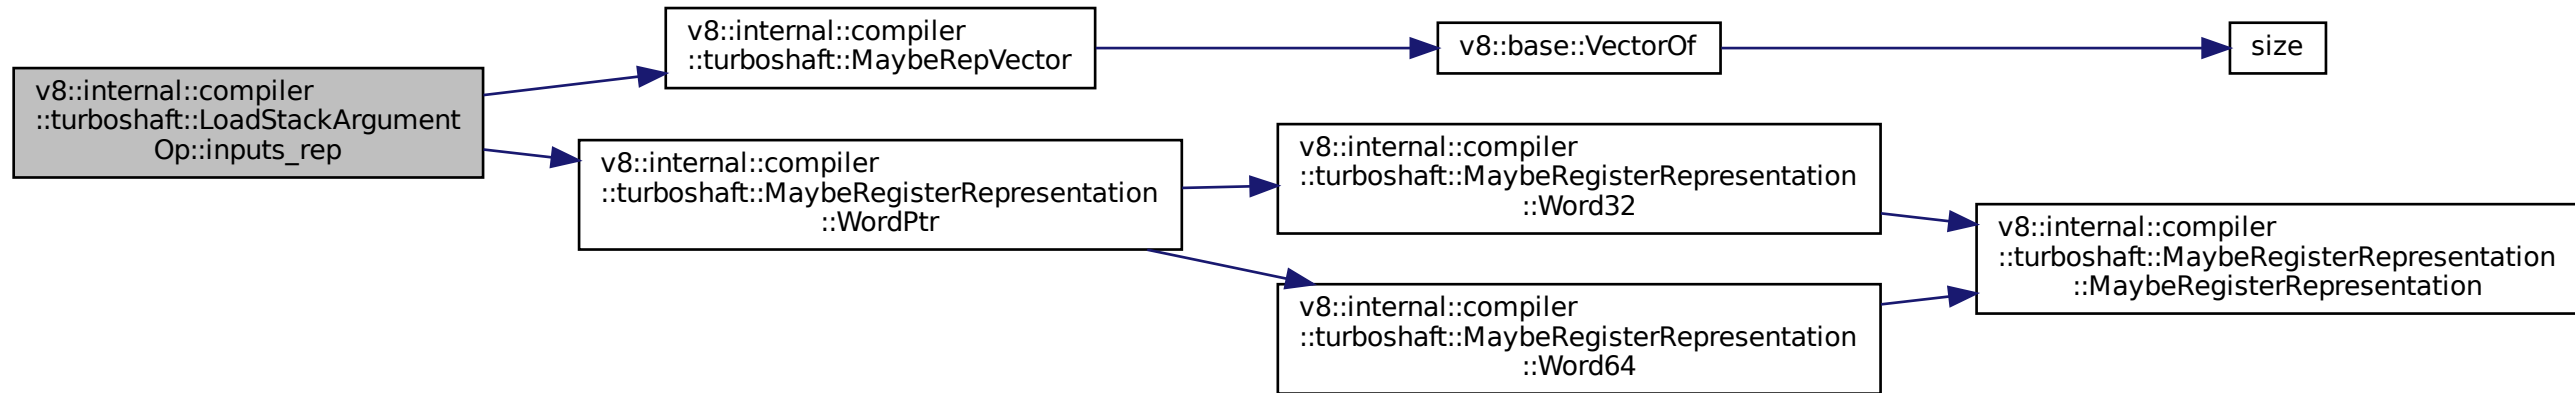 v8::internal::compiler
::turboshaft::LoadStackArgument
Op::inputs_rep
v8::internal::compiler
::turboshaft::MaybeRepVector
v8::base::VectorOf
size
v8::internal::compiler
::turboshaft::MaybeRegisterRepresentation
::WordPtr
v8::internal::compiler
::turboshaft::MaybeRegisterRepresentation
::Word32
v8::internal::compiler
::turboshaft::MaybeRegisterRepresentation
::Word64
v8::internal::compiler
::turboshaft::MaybeRegisterRepresentation
::MaybeRegisterRepresentation